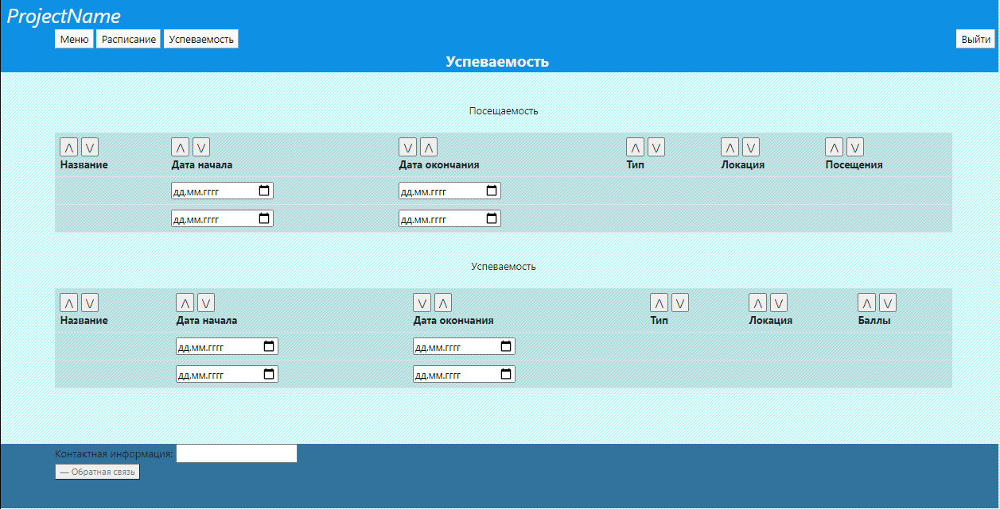 ProjectName
Меню Расписание Успеваемость Выйти
Успеваемость
Посещаемость
/\ \/ /\ \/ \/ /\ /\ \/ /\ \/ /\ \/
Название Дата начала Дата окончания Тип Локация Посещения
дд.мм.гггг дд.мм.гггг
дд.мм.гггг дд.мм.гггг
Успеваемость
/\ \/ /\ \/ \/ /\ /\ \/ /\ \/ /\ \/
Название Дата начала Дата окончания Тип Локация Баллы
дд.мм.гггг дд.мм.гггг
дд.мм.гггг дд.мм.гггг
Контактная информация:
— Обратная связь